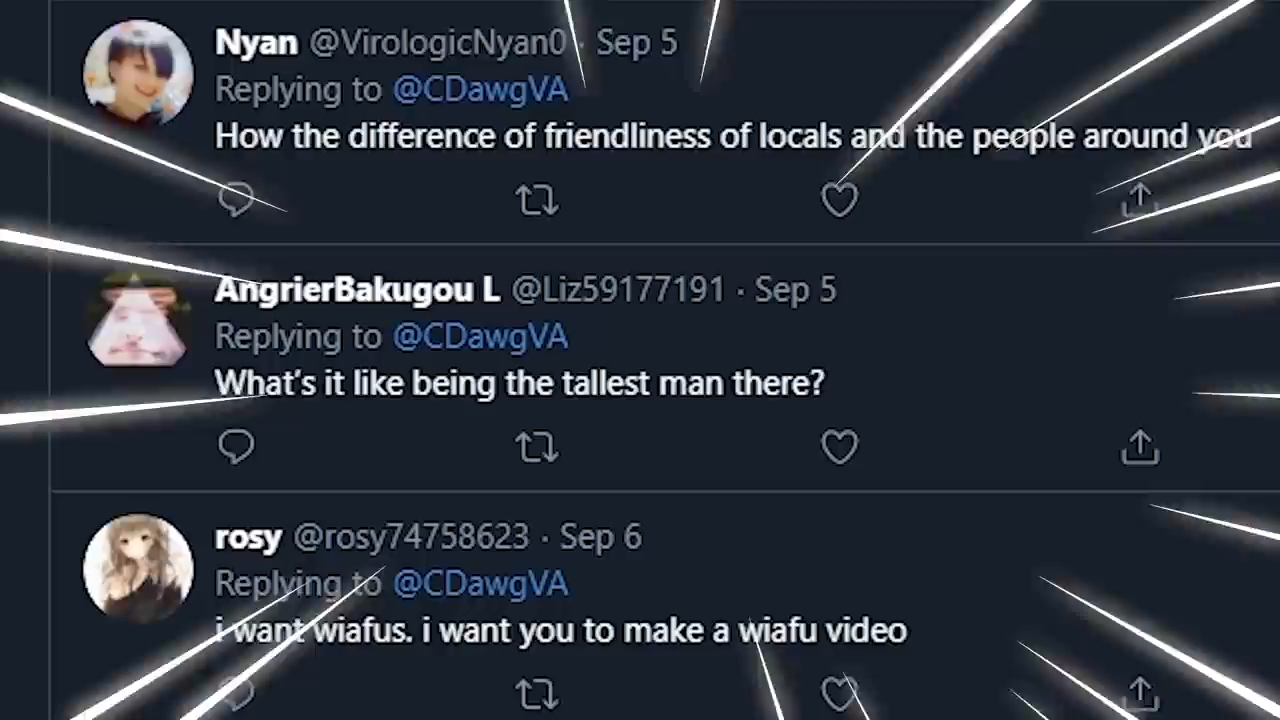 Nyan @VirologicNyan0 · Sep 5
Replying to @CDawgVA
How the difference of friendliness of locals and the people around you
AngrierBakugou L @Liz59177191 · Sep 5
Replying to @CDawgVA
What's it like being the tallest man there?
rosy @rosy74758623 · Sep 6
Replying to @CDawgVA
i want wiafus. i want you to make a wiafu video